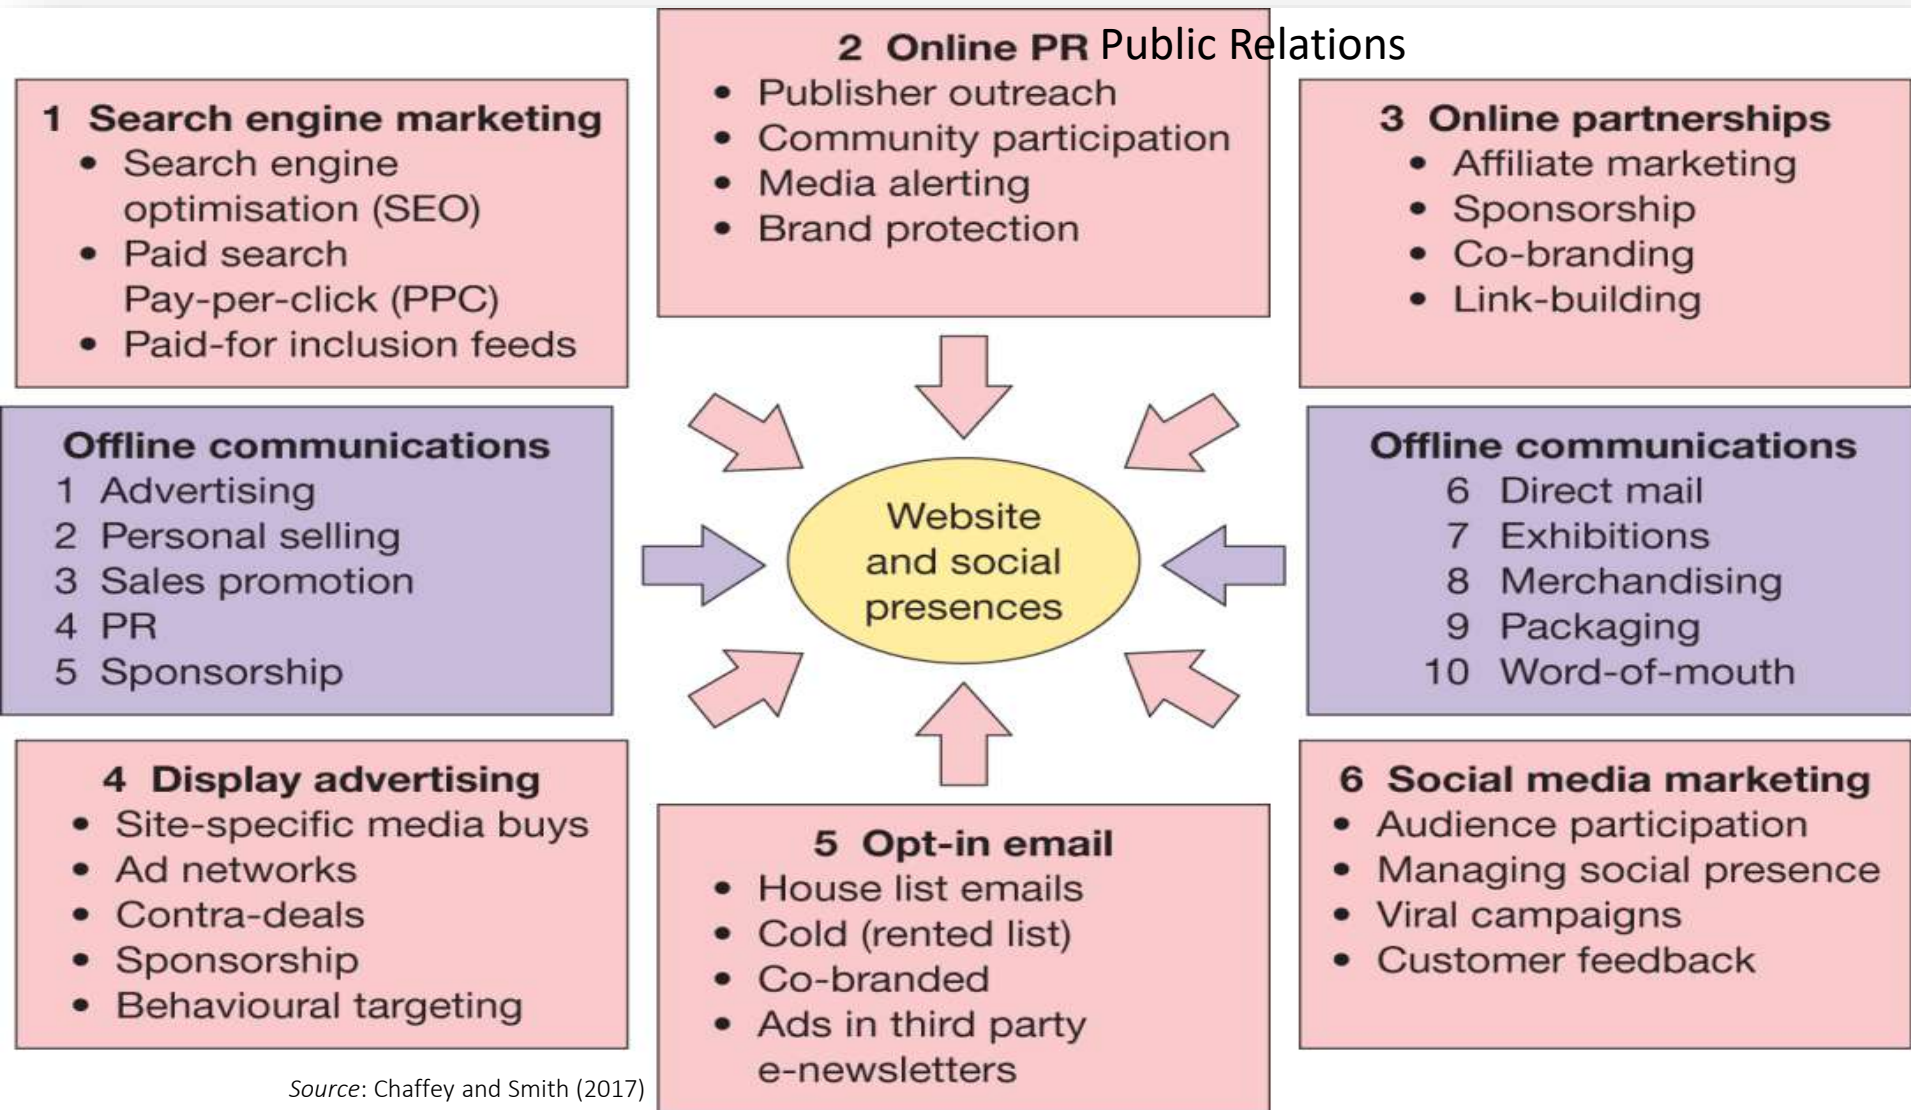 2 Online PR Public Relations
• Publisher outreach
• Community participation
• Media alerting
• Brand protection
1 Search engine marketing
• Search engine
optimisation (SEO)
• Paid search
Pay-per-click (PPC)
• Paid-for inclusion feeds
3 Online partnerships
• Affiliate marketing
• Sponsorship
• Co-branding
• Link-building
Offline communications
1 Advertising
2 Personal selling
3 Sales promotion
4 PR
5 Sponsorship
Website
and social
presences
Offline communications
6 Direct mail
7 Exhibitions
8 Merchandising
9 Packaging
10 Word-of-mouth
4 Display advertising
• Site-specific media buys
• Ad networks
• Contra-deals
• Sponsorship
• Behavioural targeting
5 Opt-in email
• House list emails
• Cold (rented list)
• Co-branded
• Ads in third party
e-newsletters
6 Social media marketing
• Audience participation
• Managing social presence
• Viral campaigns
• Customer feedback
Source: Chaffey and Smith (2017)